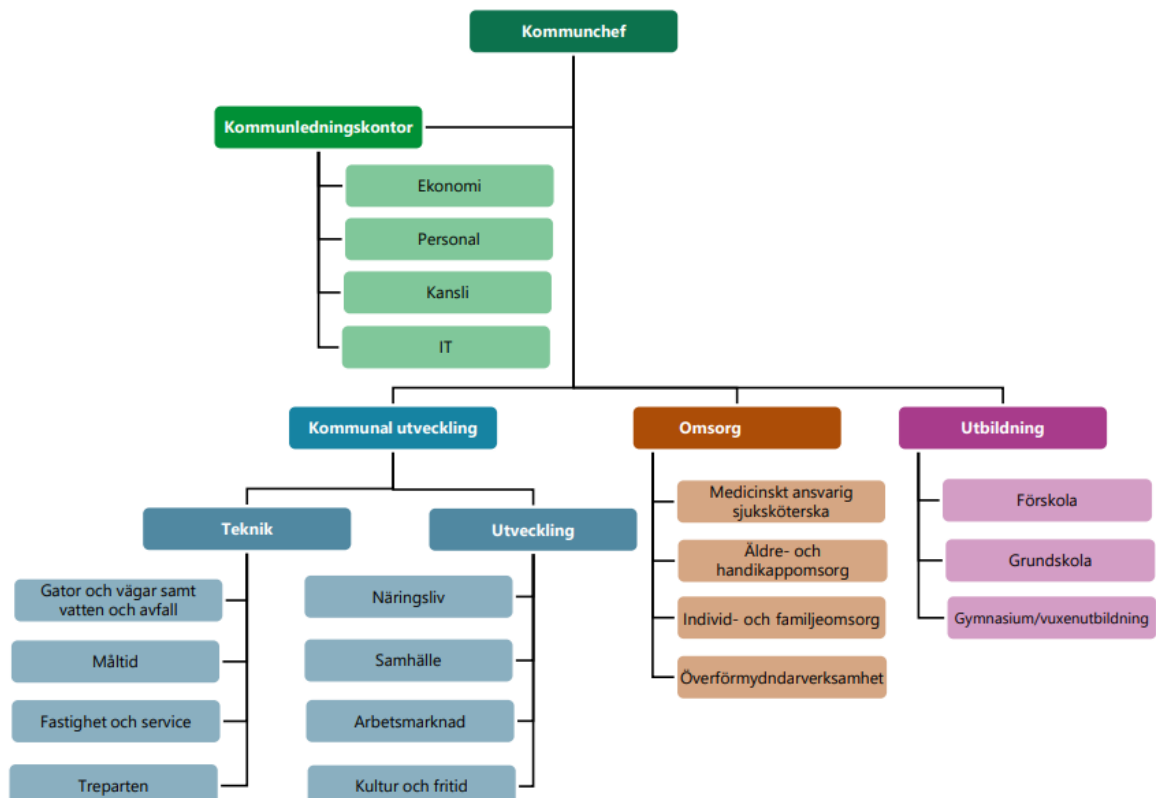 Kommunchef
Kommunledningskontor
Ekonomi
Personal
Kansli
IT
Kommunal utveckling
Teknik
Gator och vägar samt
vatten och avfall
Måltid
Fastighet och service
Treparten
Utveckling
Näringsliv
Samhälle
Arbetsmarknad
Kultur och fritid
Omsorg
Medicinskt ansvarig
sjuksköterska
Äldre- och
handikappomsorg
Individ- och familjeomsorg
Överförmydndarverksamhet
Utbildning
Förskola
Grundskola
Gymnasium/vuxenutbildning